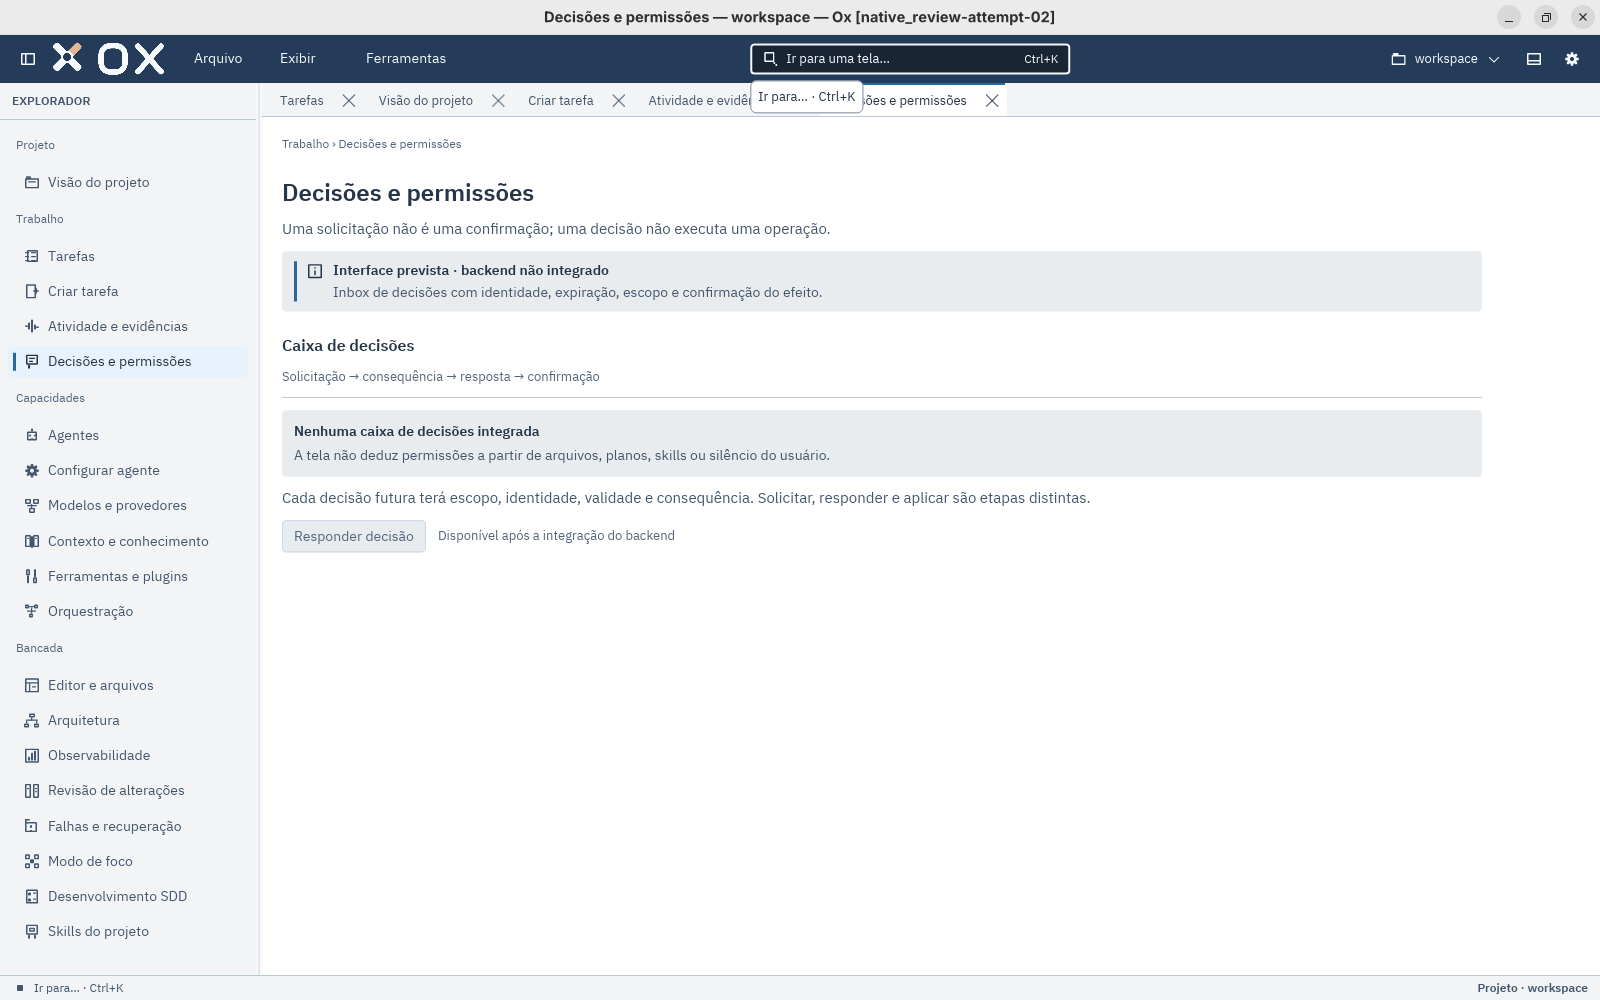 Decisões e permissões — workspace — Ox [native_review-attempt-02]
OX Arquivo Exibir Ferramentas Ir para uma tela... Ctrl+K workspace
EXPLORADOR
Tarefas Visão do projeto Criar tarefa Atividade e Ir para... · Ctrl+K e permissões
Projeto
Visão do projeto
Trabalho
Tarefas
Criar tarefa
Atividade e evidências
Decisões e permissões
Capacidades
Agentes
Configurar agente
Modelos e provedores
Contexto e conhecimento
Ferramentas e plugins
Orquestração
Bancada
Editor e arquivos
Arquitetura
Observabilidade
Revisão de alterações
Falhas e recuperação
Modo de foco
Desenvolvimento SDD
Skills do projeto
Trabalho › Decisões e permissões
Decisões e permissões
Uma solicitação não é uma confirmação; uma decisão não executa uma operação.
Interface prevista · backend não integrado
Inbox de decisões com identidade, expiração, escopo e confirmação do efeito.
Caixa de decisões
Solicitação → consequência → resposta → confirmação
Nenhuma caixa de decisões integrada
A tela não deduz permissões a partir de arquivos, planos, skills ou silêncio do usuário.
Cada decisão futura terá escopo, identidade, validade e consequência. Solicitar, responder e aplicar são etapas distintas.
Responder decisão Disponível após a integração do backend
Ir para... · Ctrl+K Projeto · workspace